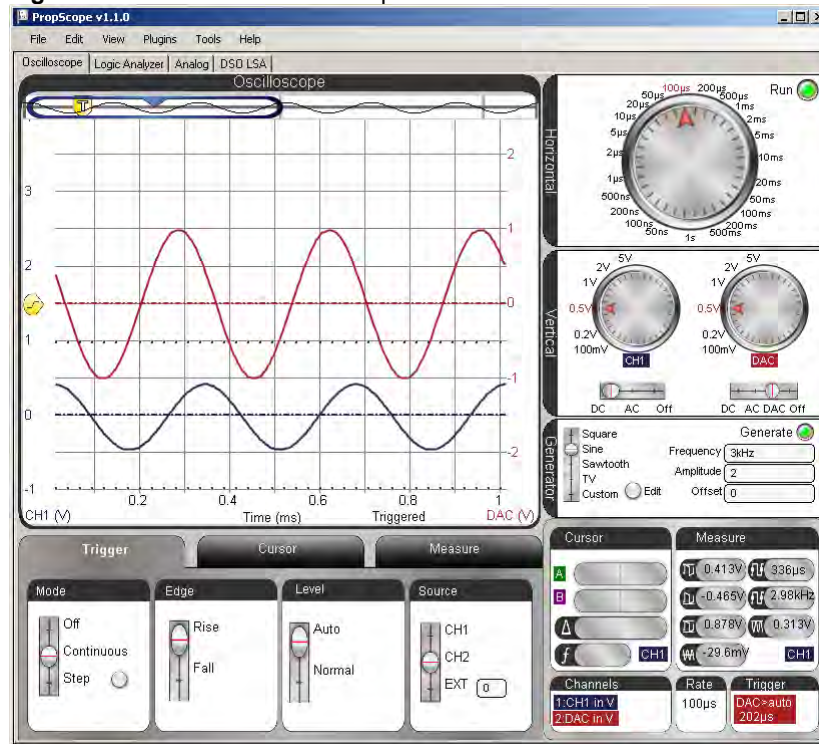 PropScope v1.1.0
File Edit View Plugins Tools Help
Oscilloscope Logic Analyzer Analog DSO LSA
Oscilloscope
T
3
2
1
0
-1
2
1
0
-1
-2
0.2 0.4 0.6 0.8 1
CH1 (V) Time (ms) Triggered DAC (V)
Horizontal
Run
50ns 100ns 200ns 500ns 1µs 2µs 5µs 10µs 20µs 50µs 100µs 200µs 500µs 1ms 2ms 5ms 10ms 20ms 50ms 100ms 200ms 500ms 1s
Vertical
5V 2V 1V 0.5V 0.2V 100mV
CH1
DC AC Off
5V 2V 1V 0.5V 0.2V 100mV
DAC
DC AC DAC Off
Generator
Square
Sine
Sawtooth
TV
Custom Edit
Generate
Frequency 3kHz
Amplitude 2
Offset 0
Trigger Cursor Measure
Mode
Off
Continuous
Step
Edge
Rise
Fall
Level
Auto
Normal
Source
CH1
CH2
EXT 0
Cursor
A
B
Δ
f CH1
Measure
0.413V 336µs
-0.465V 2.98kHz
0.878V 0.313V
-29.6mV CH1
Channels
1:CH1 in V
2:DAC in V
Rate
100µs
Trigger
DAC>auto
202µs